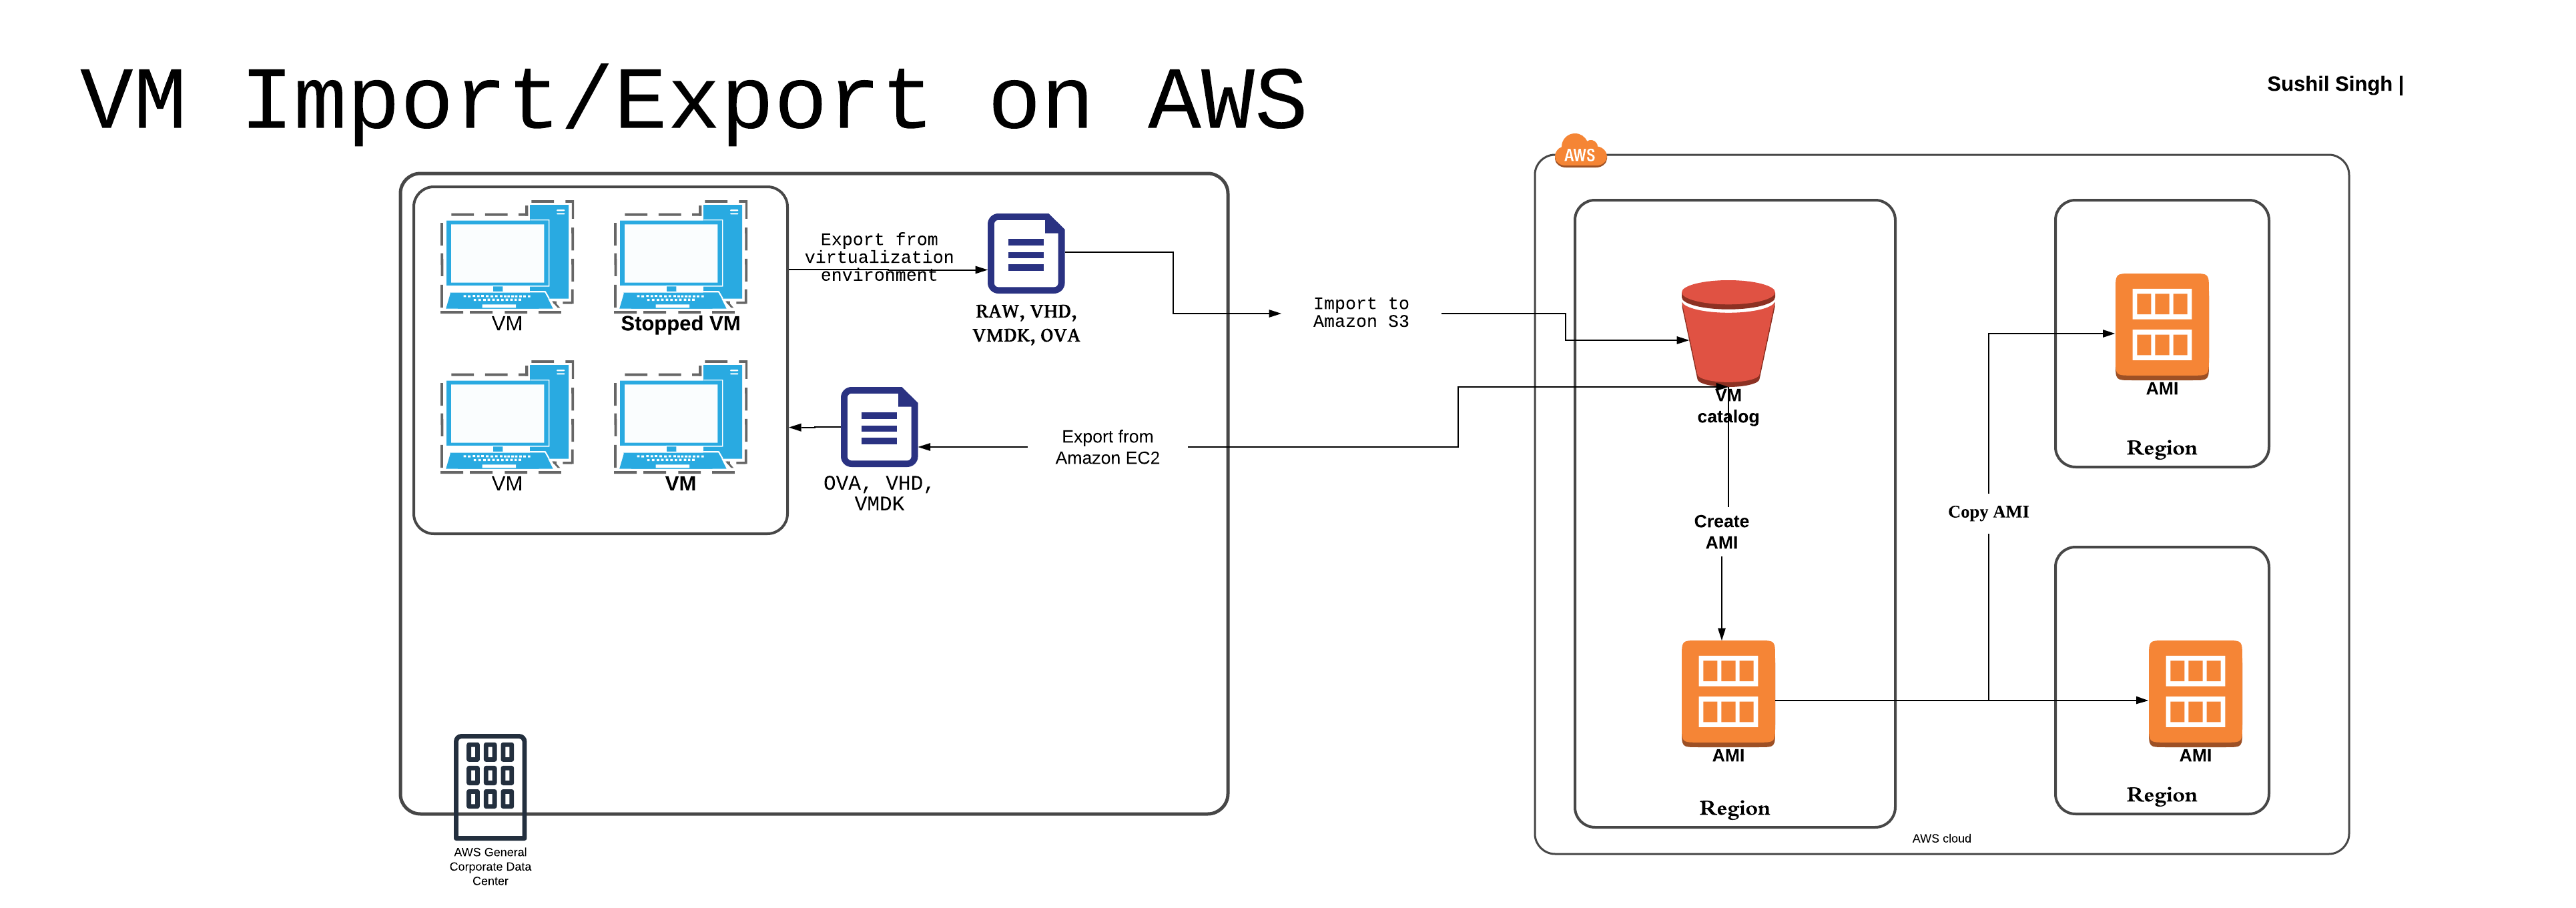 VM Import/Export on AWS
Sushil Singh |
AWS
Export from
virtualization
environment
RAW, VHD,
VMDK, OVA
VM
Stopped VM
Import to
Amazon S3
VM
catalog
AMI
Region
Export from
Amazon EC2
OVA, VHD,
VMDK
VM
VM
Create
AMI
Copy AMI
AMI
Region
AMI
Region
AWS cloud
AWS General
Corporate Data
Center